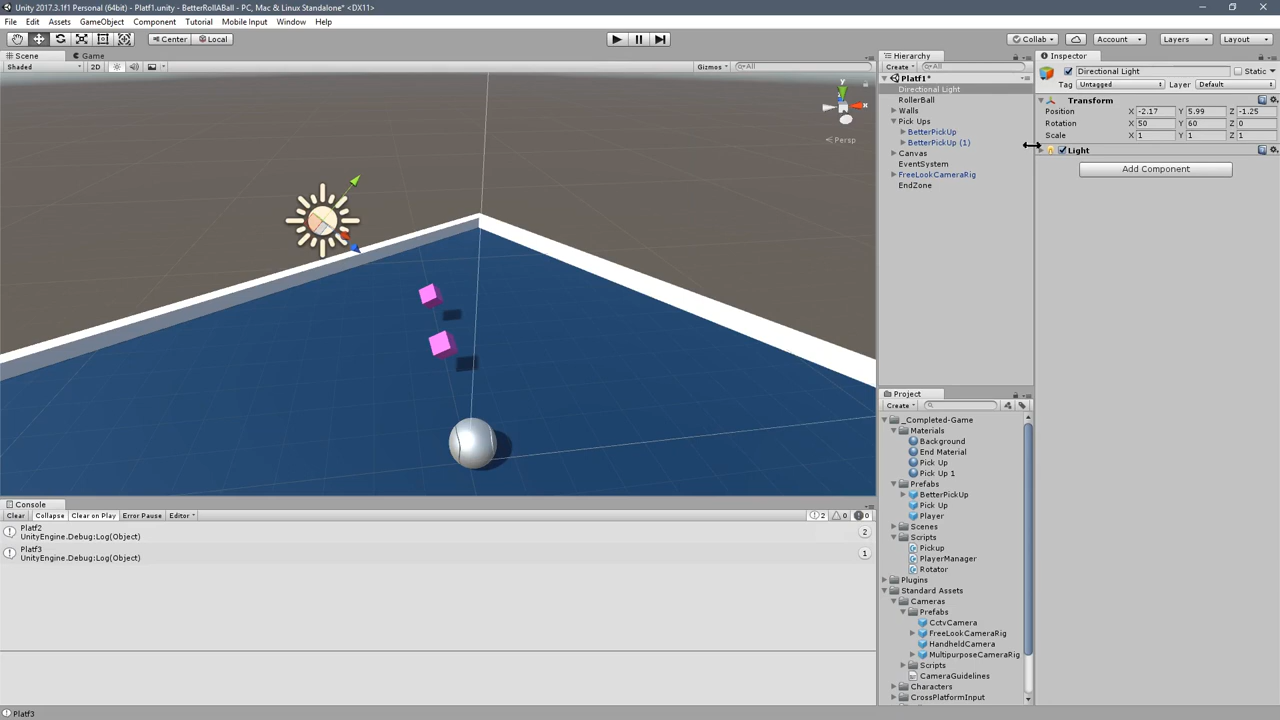 Unity 2017.3.1f1 Personal (64bit) - Platf1.unity - BetterRollABall - PC, Mac & Linux Standalone* <DX11>
File Edit Assets GameObject Component Tutorial Mobile Input Window Help
Center Local Collab Account Layers Layout
Scene Game
Shaded 2D Gizmos All
y
x
Persp
Hierarchy
Create All
Platf1*
Directional Light
RollerBall
Walls
Pick Ups
BetterPickUp
BetterPickUp (1)
Canvas
EventSystem
FreeLookCameraRig
EndZone
Inspector
Directional Light Static
Tag Untagged Layer Default
Transform
Position X -2.17 Y 5.99 Z -1.25
Rotation X 50 Y 60 Z 0
Scale X 1 Y 1 Z 1
Light
Add Component
Project
Create
_Completed-Game
Materials
Background
End Material
Pick Up
Pick Up 1
Prefabs
BetterPickUp
Pick Up
Player
Scenes
Scripts
Pickup
PlayerManager
Rotator
Plugins
Standard Assets
Cameras
Prefabs
CctvCamera
FreeLookCameraRig
HandheldCamera
MultipurposeCameraRig
Scripts
CameraGuidelines
Characters
CrossPlatformInput
Console
Clear Collapse Clear on Play Error Pause Editor 2 0 0
Platf2
UnityEngine.Debug:Log(Object)
2
Platf3
UnityEngine.Debug:Log(Object)
1
Platf3